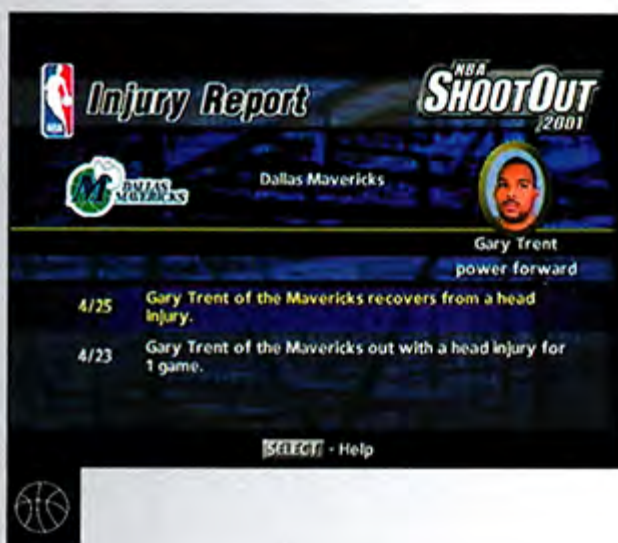 NBA
Injury Report
NBA
SHOOTOUT
2001
DALLAS
MAVERICKS
Dallas Mavericks
Gary Trent
power forward
4/25 Gary Trent of the Mavericks recovers from a head
injury.
4/23 Gary Trent of the Mavericks out with a head injury for
1 game.
SELECT - Help